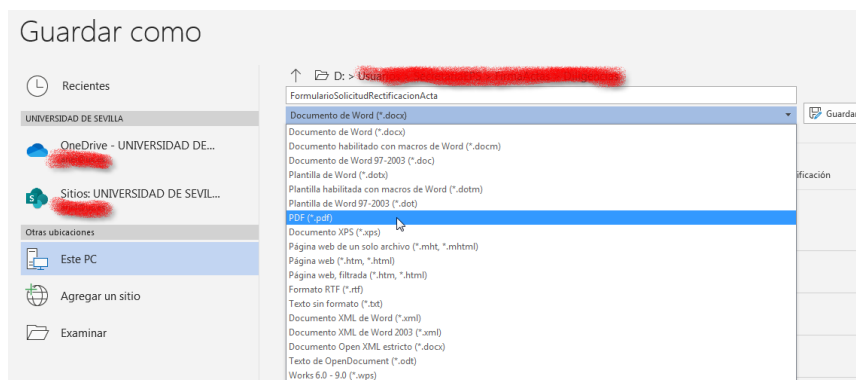 Guardar como
Recientes
UNIVERSIDAD DE SEVILLA
OneDrive - UNIVERSIDAD DE...
Sitios: UNIVERSIDAD DE SEVIL...
Otras ubicaciones
Este PC
Agregar un sitio
Examinar
D: >
FormularioSolicitudRectificacionActa
Documento de Word (*.docx)
Guardar
Documento de Word (*.docx)
Documento habilitado con macros de Word (*.docm)
Documento de Word 97-2003 (*.doc)
Plantilla de Word (*.dotx)
Plantilla habilitada con macros de Word (*.dotm)
Plantilla de Word 97-2003 (*.dot)
PDF (*.pdf)
Documento XPS (*.xps)
Página web de un solo archivo (*.mht, *.mhtml)
Página web (*.htm, *.html)
Página web, filtrada (*.htm, *.html)
Formato RTF (*.rtf)
Texto sin formato (*.txt)
Documento XML de Word (*.xml)
Documento XML de Word 2003 (*.xml)
Documento Open XML estricto (*.docx)
Texto de OpenDocument (*.odt)
Works 6.0 - 9.0 (*.wps)
ificación